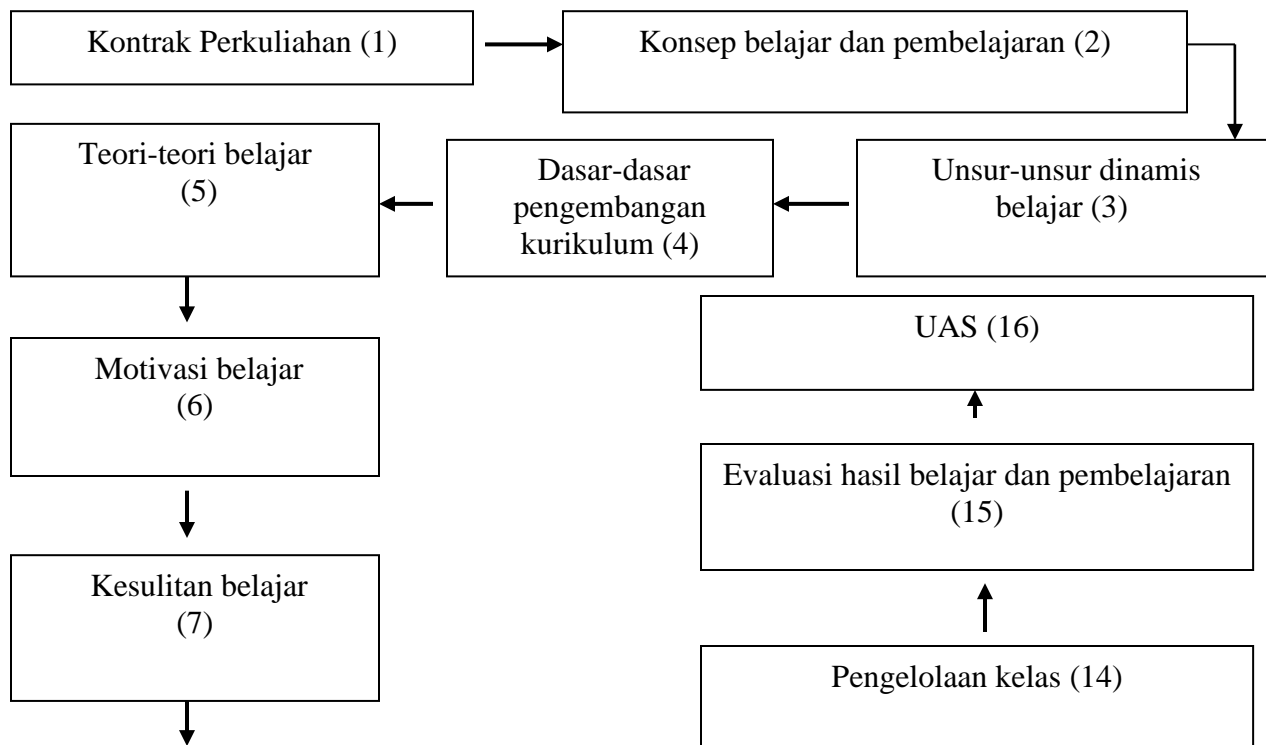 Kontrak Perkuliahan (1)
Konsep belajar dan pembelajaran (2)
Unsur-unsur dinamis
belajar (3)
Dasar-dasar
pengembangan
kurikulum (4)
Teori-teori belajar
(5)
Motivasi belajar
(6)
Kesulitan belajar
(7)
UAS (16)
Evaluasi hasil belajar dan pembelajaran
(15)
Pengelolaan kelas (14)